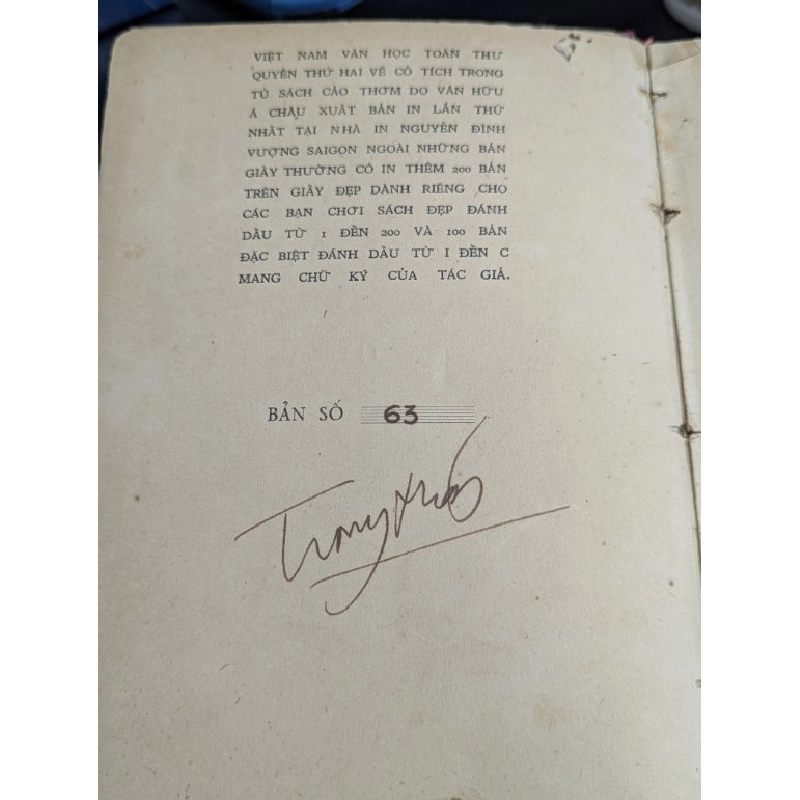 VIỆT NAM VĂN HỌC TOÀN THƯ
QUYỂN THỨ HAI VỀ CỔ TÍCH TRONG
TỦ SÁCH CẢO THƠM DO VĂN HỮU
Á CHÂU XUẤT BẢN IN LẦN THỨ
NHẤT TẠI NHÀ IN NGUYỄN ĐÌNH
VƯỢNG SAIGON NGOÀI NHỮNG BẢN
GIẤY THƯỜNG CÓ IN THÊM 200 BẢN
TRÊN GIẤY ĐẸP DÀNH RIÊNG CHO
CÁC BẠN CHƠI SÁCH ĐẸP ĐÁNH
DẤU TỪ 1 ĐẾN 200 VÀ 100 BẢN
ĐẶC BIỆT ĐÁNH DẤU TỪ I ĐẾN C
MANG CHỮ KÝ CỦA TÁC GIẢ.
BẢN SỐ 63